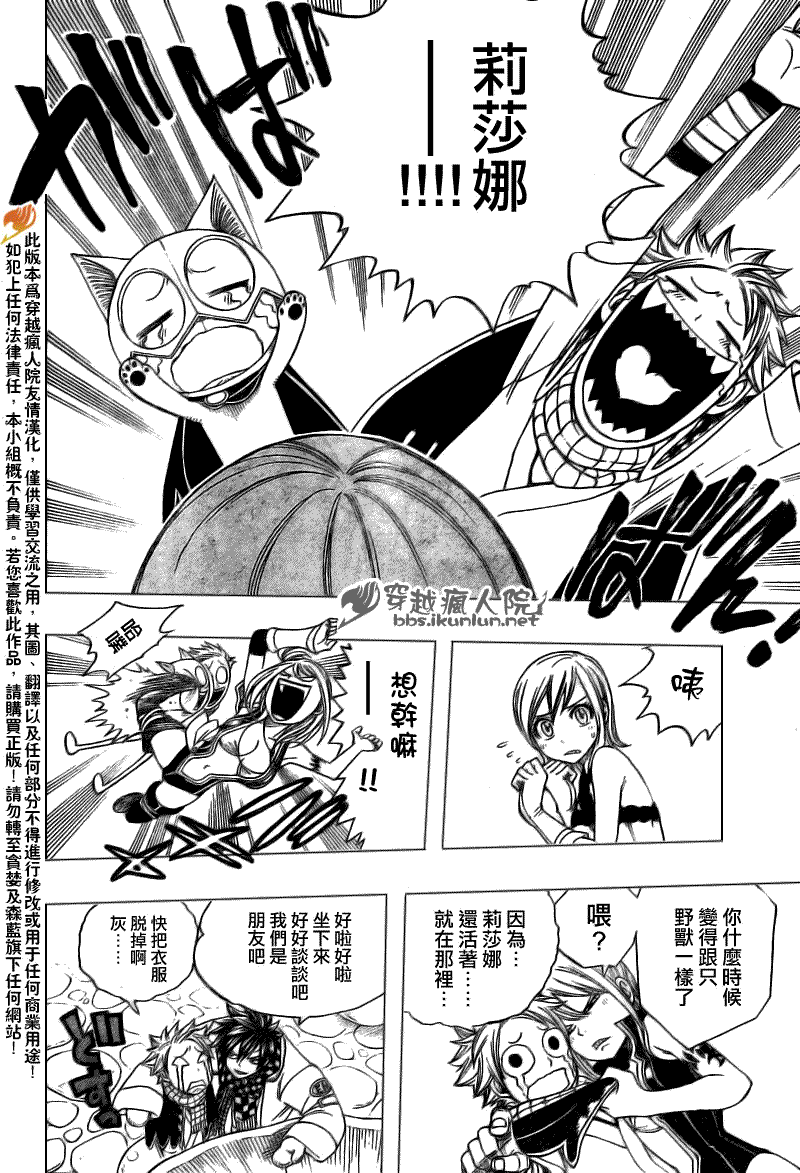 莉莎娜
——!!!!
がば
穿越瘋人院
bbs.ikunlun.net
咦
想幹嘛
——!!
你什麼時候
變得跟只
野獸一樣了
喂？
因為…
莉莎娜
還活著…
就在那裡…
好啦好啦
坐下來
好好談談吧
我們是
朋友吧
快把衣服
脫掉啊
灰……
此版本爲穿越瘋人院友情漢化，僅供學習交流之用，其圖、翻譯以及任何部分不得進行修改或用于任何商業用途！
如犯上任何法律責任，本小組概不負責。若您喜歡此作品，請購買正版！請勿轉至貪婪及森藍旗下任何網站！